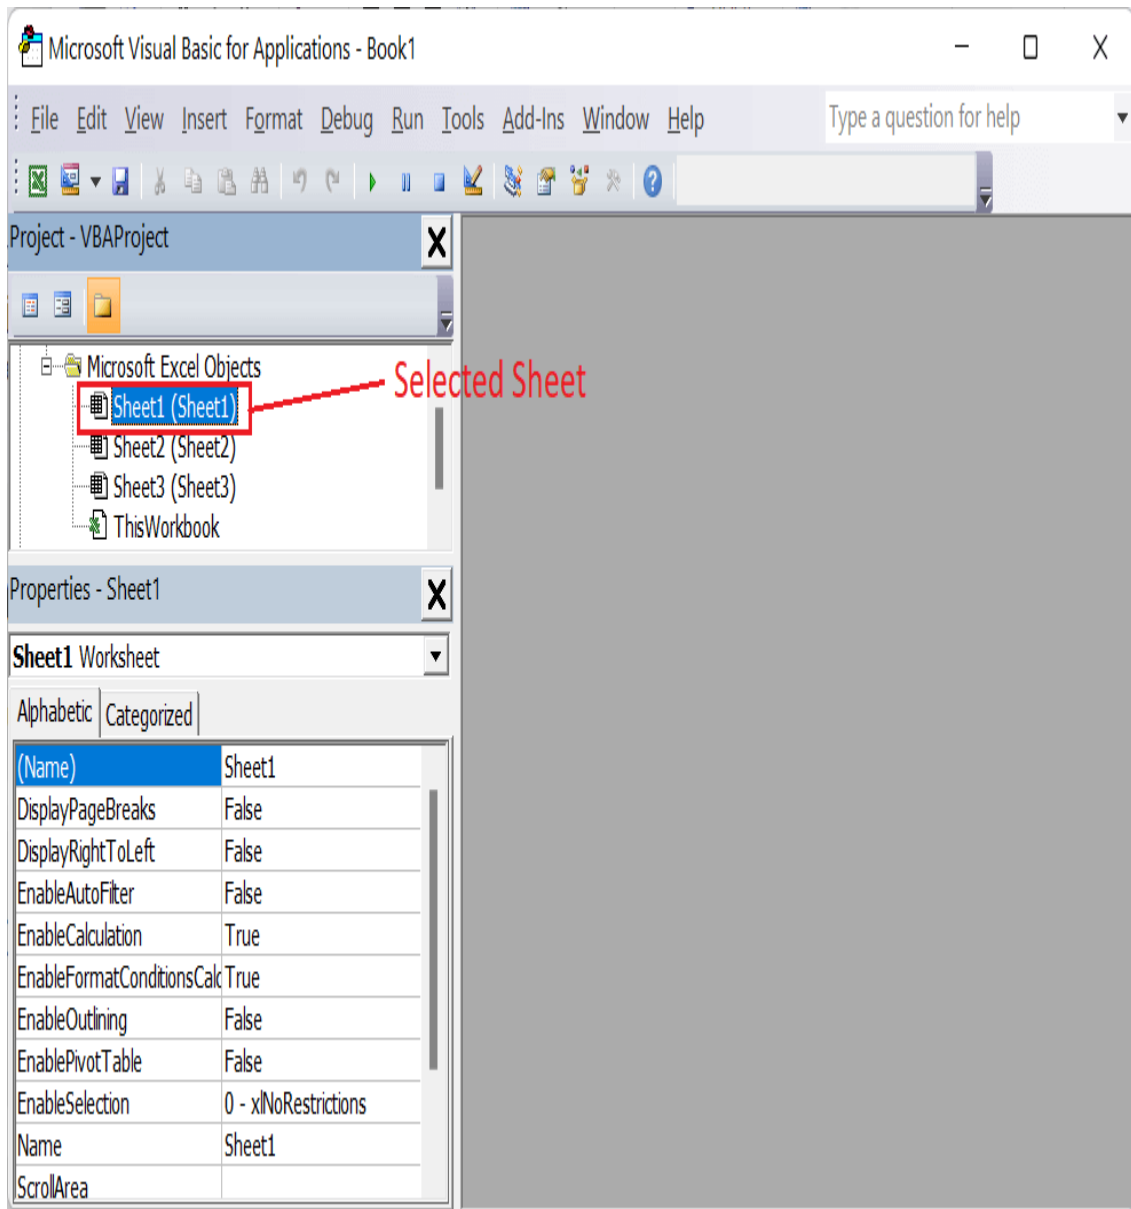 Microsoft Visual Basic for Applications - Book1
File Edit View Insert Format Debug Run Tools Add-Ins Window Help Type a question for help
Project - VBAProject
Microsoft Excel Objects
Selected Sheet
Sheet1 (Sheet1)
Sheet2 (Sheet2)
Sheet3 (Sheet3)
ThisWorkbook
Properties - Sheet1
Sheet1 Worksheet
Alphabetic Categorized
(Name) Sheet1
DisplayPageBreaks False
DisplayRightToLeft False
EnableAutoFilter False
EnableCalculation True
EnableFormatConditionsCalc True
EnableOutlining False
EnablePivotTable False
EnableSelection 0 - xlNoRestrictions
Name Sheet1
ScrollArea